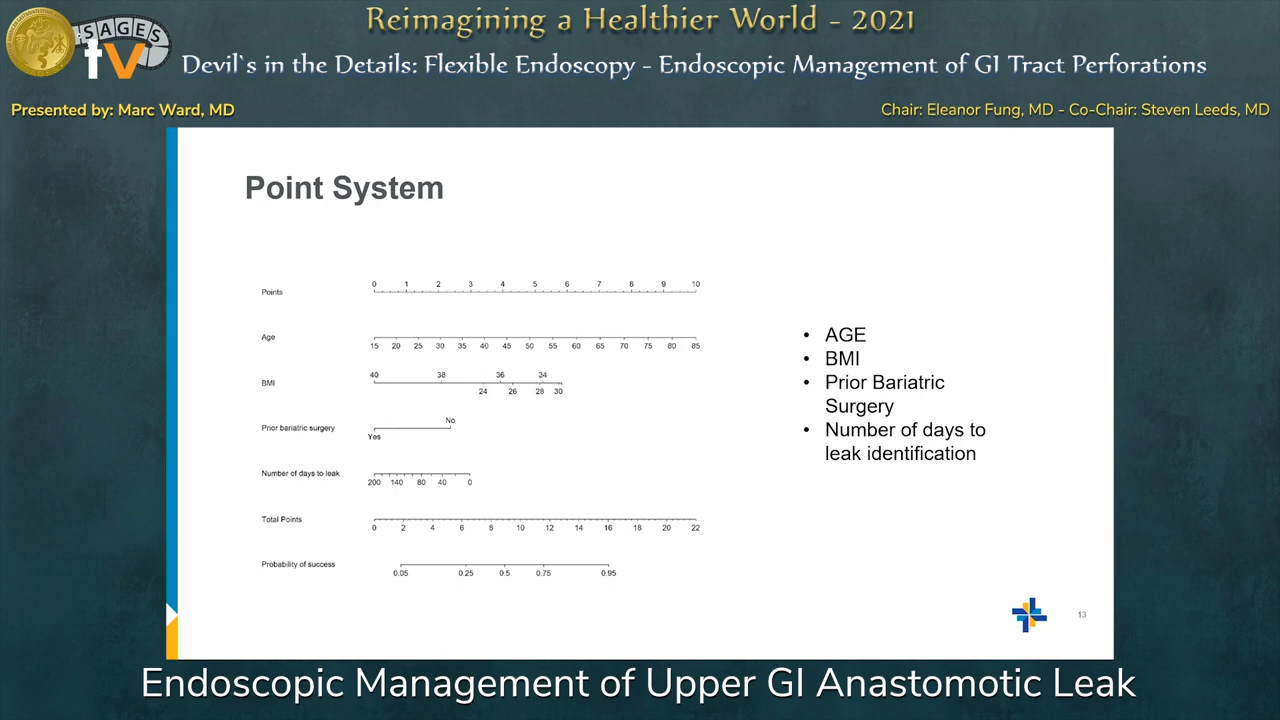 Reimagining a Healthier World - 2021
SAGES
tv
Devil`s in the Details: Flexible Endoscopy - Endoscopic Management of GI Tract Perforations
Presented by: Marc Ward, MD
Chair: Eleanor Fung, MD - Co-Chair: Steven Leeds, MD
Point System
Points
0 1 2 3 4 5 6 7 8 9 10
Age
15 20 25 30 35 40 45 50 55 60 65 70 75 80 85
BMI
40 38 36 34
24 26 28 30
Prior bariatric surgery
No
Yes
Number of days to leak
200 140 80 40 0
Total Points
0 2 4 6 8 10 12 14 16 18 20 22
Probability of success
0.05 0.25 0.5 0.75 0.95
• AGE
• BMI
• Prior Bariatric
Surgery
• Number of days to
leak identification
13
Endoscopic Management of Upper GI Anastomotic Leak